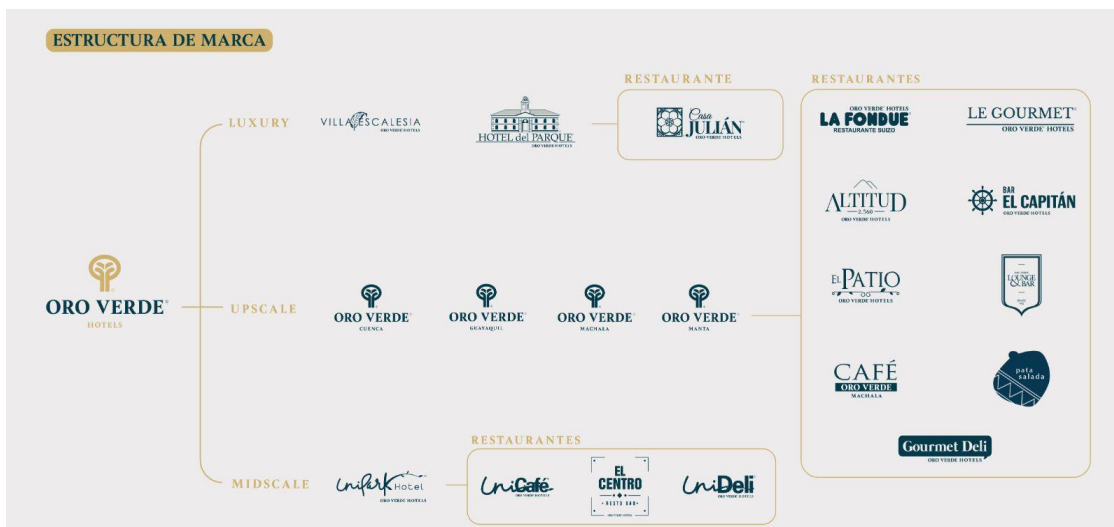 ESTRUCTURA DE MARCA
LUXURY
VILLA ESCALESIA
ORO VERDE HOTELS
HOTEL del PARQUE
ORO VERDE HOTELS
RESTAURANTE
Casa
JULIÁN
ORO VERDE HOTELS
ORO VERDE®
HOTELS
UPSCALE
ORO VERDE®
CUENCA
ORO VERDE®
GUAYAQUIL
ORO VERDE®
MACHALA
ORO VERDE®
MANTA
RESTAURANTES
ORO VERDE HOTELS
LA FONDUE
RESTAURANTE SUIZO
LE GOURMET
ORO VERDE HOTELS
ALTITUD
2.560
ORO VERDE HOTELS
BAR
EL CAPITÁN
ORO VERDE HOTELS
EL PATIO
ORO VERDE HOTELS
LOUNGE
&BAR
CAFÉ
ORO VERDE
MACHALA
pata
salada
Gourmet Deli
ORO VERDE HOTELS
MIDSCALE
UniPark Hotel
ORO VERDE HOTELS
RESTAURANTES
UniCafé
ORO VERDE HOTELS
EL
CENTRO
RESTO BAR
ORO VERDE HOTELS
UniDeli
ORO VERDE HOTELS